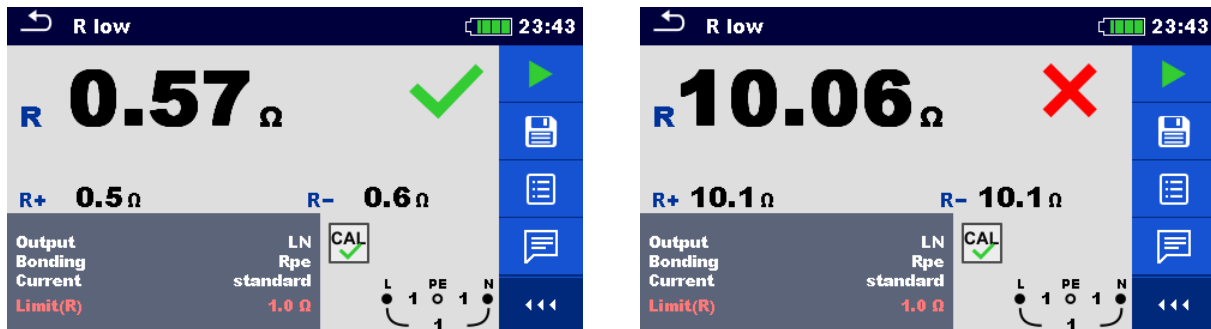 R low 23:43
R 0.57 Ω
R+ 0.5 Ω R- 0.6 Ω
Output LN
Bonding Rpe
Current standard
Limit(R) 1.0 Ω
CAL
L PE N
1 1
1
R low 23:43
R 10.06 Ω
R+ 10.1 Ω R- 10.1 Ω
Output LN
Bonding Rpe
Current standard
Limit(R) 1.0 Ω
CAL
L PE N
1 1
1